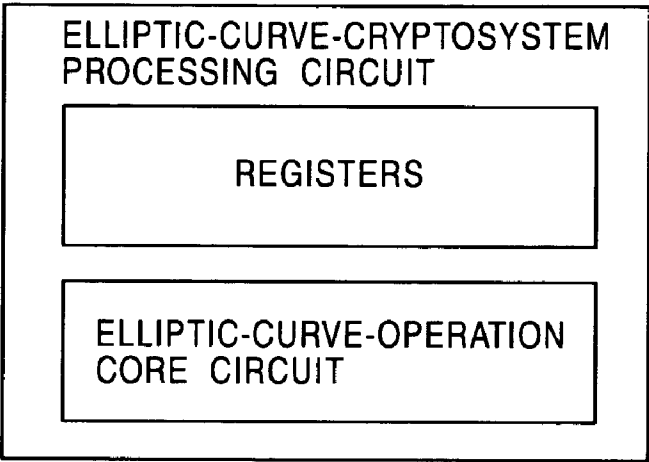 ELLIPTIC-CURVE-CRYPTOSYSTEM
PROCESSING CIRCUIT
REGISTERS
ELLIPTIC-CURVE-OPERATION
CORE CIRCUIT